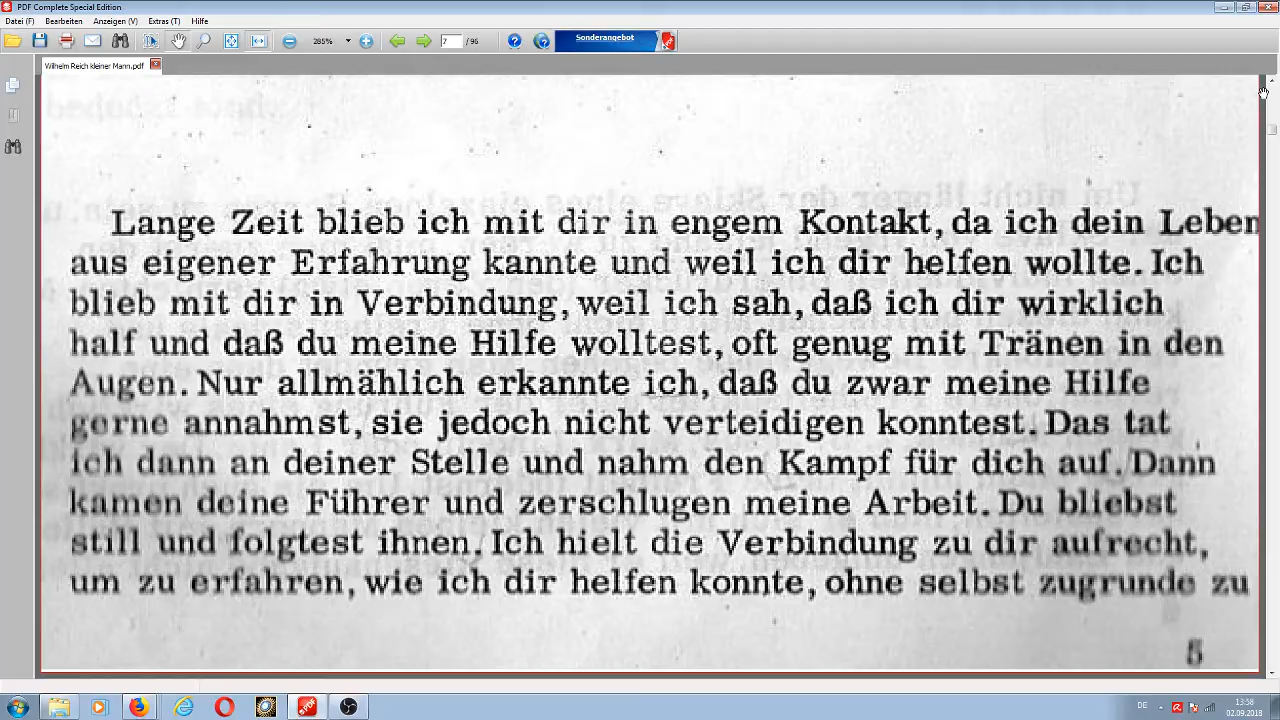 PDF Complete Special Edition
Datei (F) Bearbeiten Anzeigen (V) Extras (T) Hilfe
285% 7 / 95 Sonderangebot
Wilhelm Reich kleiner Mann.pdf
Lange Zeit blieb ich mit dir in engem Kontakt, da ich dein Leben
aus eigener Erfahrung kannte und weil ich dir helfen wollte. Ich
blieb mit dir in Verbindung, weil ich sah, daß ich dir wirklich
half und daß du meine Hilfe wolltest, oft genug mit Tränen in den
Augen. Nur allmählich erkannte ich, daß du zwar meine Hilfe
gerne annahmst, sie jedoch nicht verteidigen konntest. Das tat
ich dann an deiner Stelle und nahm den Kampf für dich auf. Dann
kamen deine Führer und zerschlugen meine Arbeit. Du bliebst
still und folgtest ihnen. Ich hielt die Verbindung zu dir aufrecht,
um zu erfahren, wie ich dir helfen konnte, ohne selbst zugrunde zu
5
DE 13:58
02.09.2018